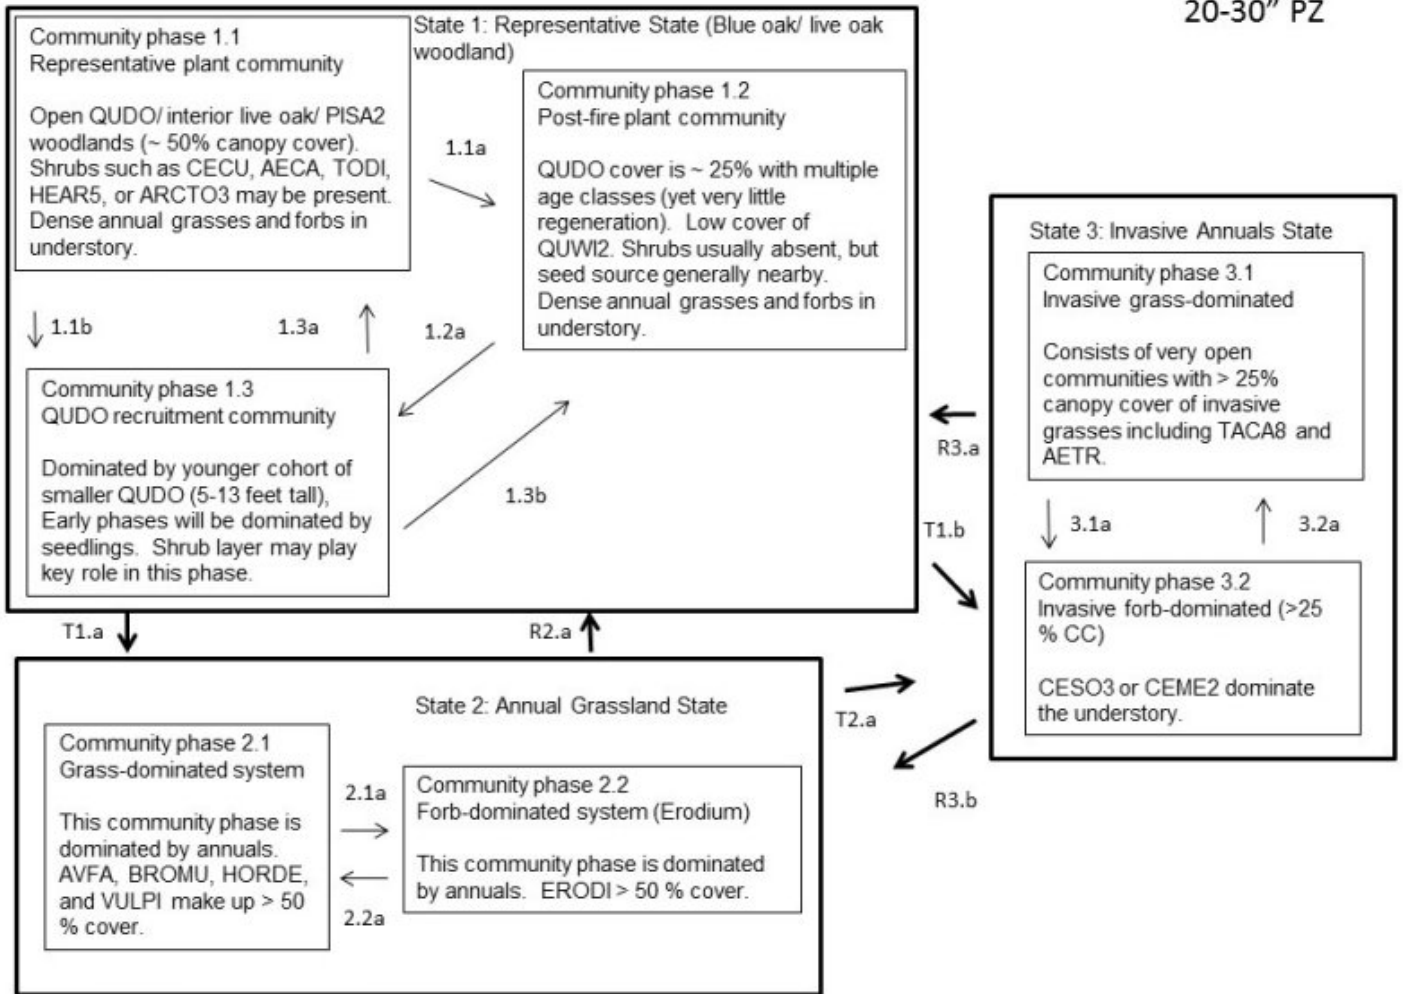 20-30” PZ
State 1: Representative State (Blue oak/ live oak
woodland)
Community phase 1.1
Representative plant community
Open QUDO/ interior live oak/ PISA2
woodlands (~ 50% canopy cover).
Shrubs such as CECU, AECA, TODI,
HEAR5, or ARCTO3 may be present.
Dense annual grasses and forbs in
understory.
1.1a
Community phase 1.2
Post-fire plant community
QUDO cover is ~ 25% with multiple
age classes (yet very little
regeneration). Low cover of
QUWI2. Shrubs usually absent, but
seed source generally nearby.
Dense annual grasses and forbs in
understory.
1.1b
1.3a
1.2a
Community phase 1.3
QUDO recruitment community
Dominated by younger cohort of
smaller QUDO (5-13 feet tall),
Early phases will be dominated by
seedlings. Shrub layer may play
key role in this phase.
1.3b
State 3: Invasive Annuals State
Community phase 3.1
Invasive grass-dominated
Consists of very open
communities with > 25%
canopy cover of invasive
grasses including TACA8 and
AETR.
R3.a
T1.b
3.1a
3.2a
Community phase 3.2
Invasive forb-dominated (>25
% CC)
CESO3 or CEME2 dominate
the understory.
T1.a
R2.a
State 2: Annual Grassland State
T2.a
R3.b
Community phase 2.1
Grass-dominated system
This community phase is
dominated by annuals.
AVFA, BROMU, HORDE,
and VULPI make up > 50
% cover.
2.1a
2.2a
Community phase 2.2
Forb-dominated system (Erodium)
This community phase is dominated
by annuals. ERODI > 50 % cover.